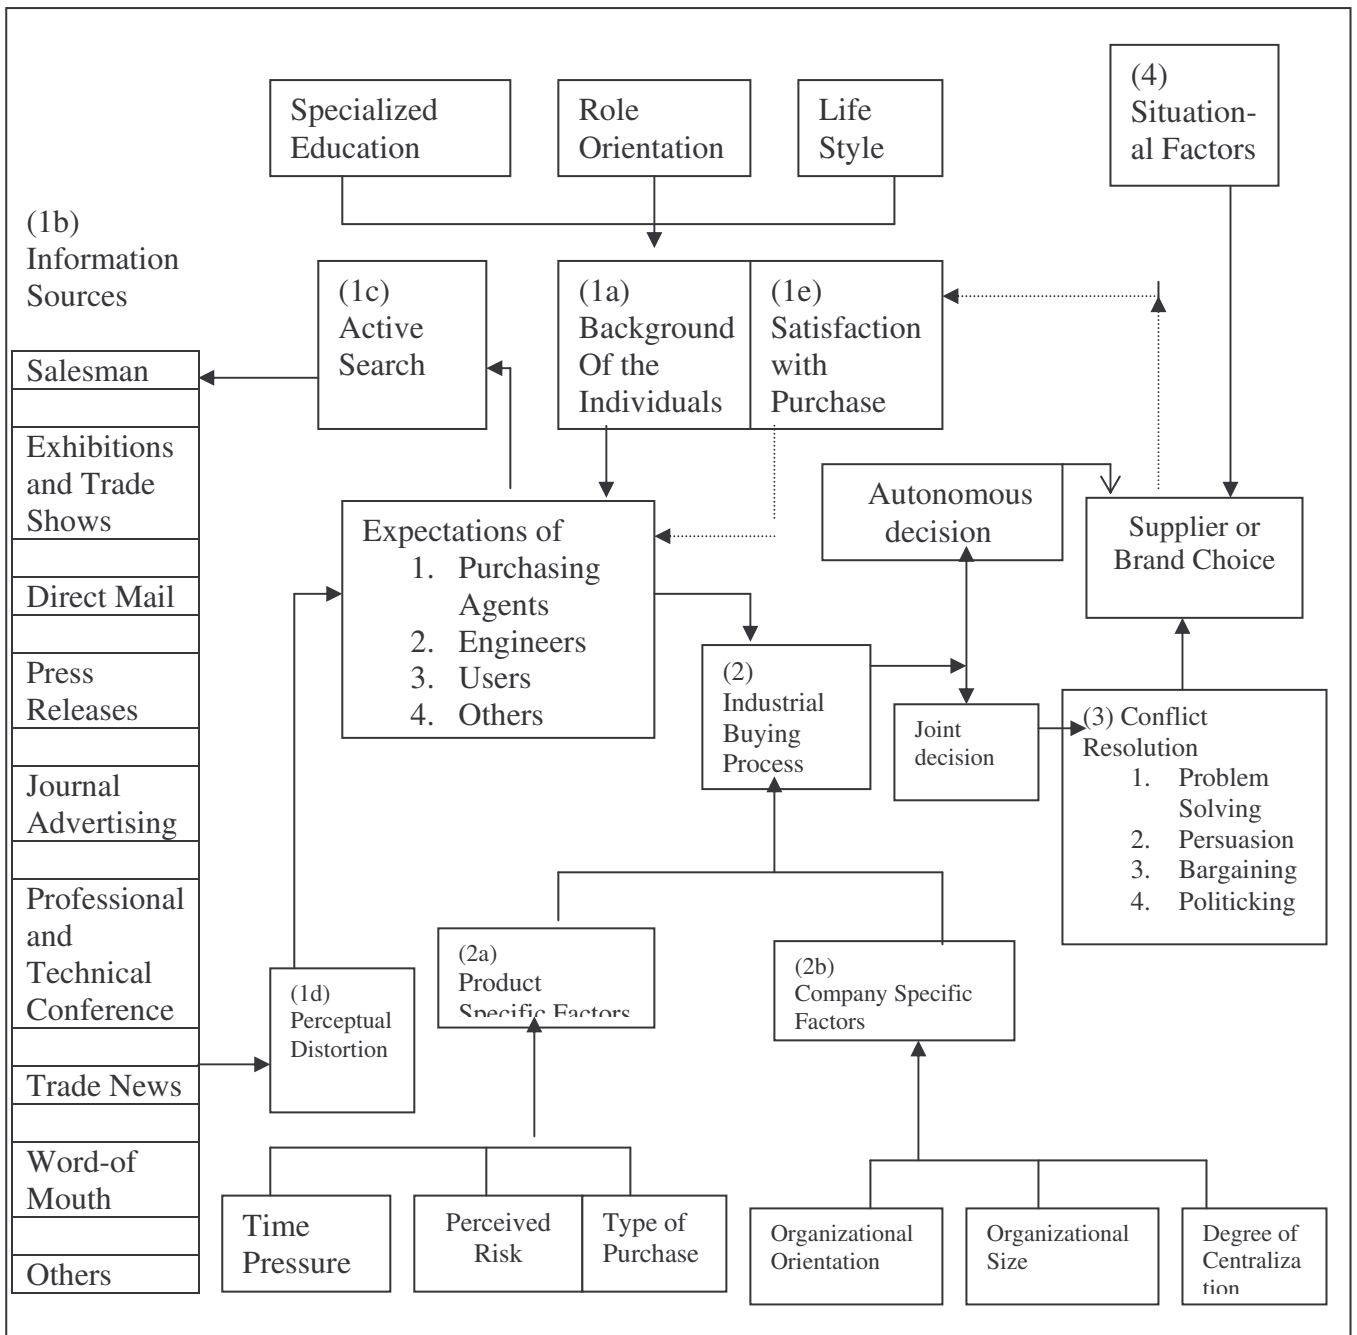 Specialized
Education
Role
Orientation
Life
Style
(4)
Situation-
al Factors
(1b)
Information
Sources
(1c)
Active
Search
(1a)
Background
Of the
Individuals
(1e)
Satisfaction
with
Purchase
Salesman
Exhibitions
and Trade
Shows
Direct Mail
Press
Releases
Journal
Advertising
Professional
and
Technical
Conference
Trade News
Word-of
Mouth
Others
Expectations of
1. Purchasing
Agents
2. Engineers
3. Users
4. Others
Autonomous
decision
Supplier or
Brand Choice
(2)
Industrial
Buying
Process
Joint
decision
(3) Conflict
Resolution
1. Problem
Solving
2. Persuasion
3. Bargaining
4. Politicking
(1d)
Perceptual
Distortion
(2a)
Product
Specific Factors
(2b)
Company Specific
Factors
Time
Pressure
Perceived
Risk
Type of
Purchase
Organizational
Orientation
Organizational
Size
Degree of
Centraliza
tion